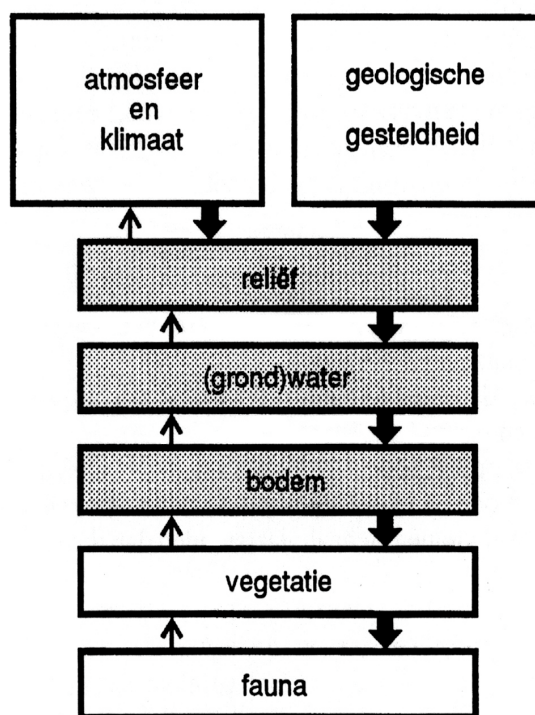 atmosfeer
en
klimaat
geologische
gesteldheid
reliëf
(grond)water
bodem
vegetatie
fauna